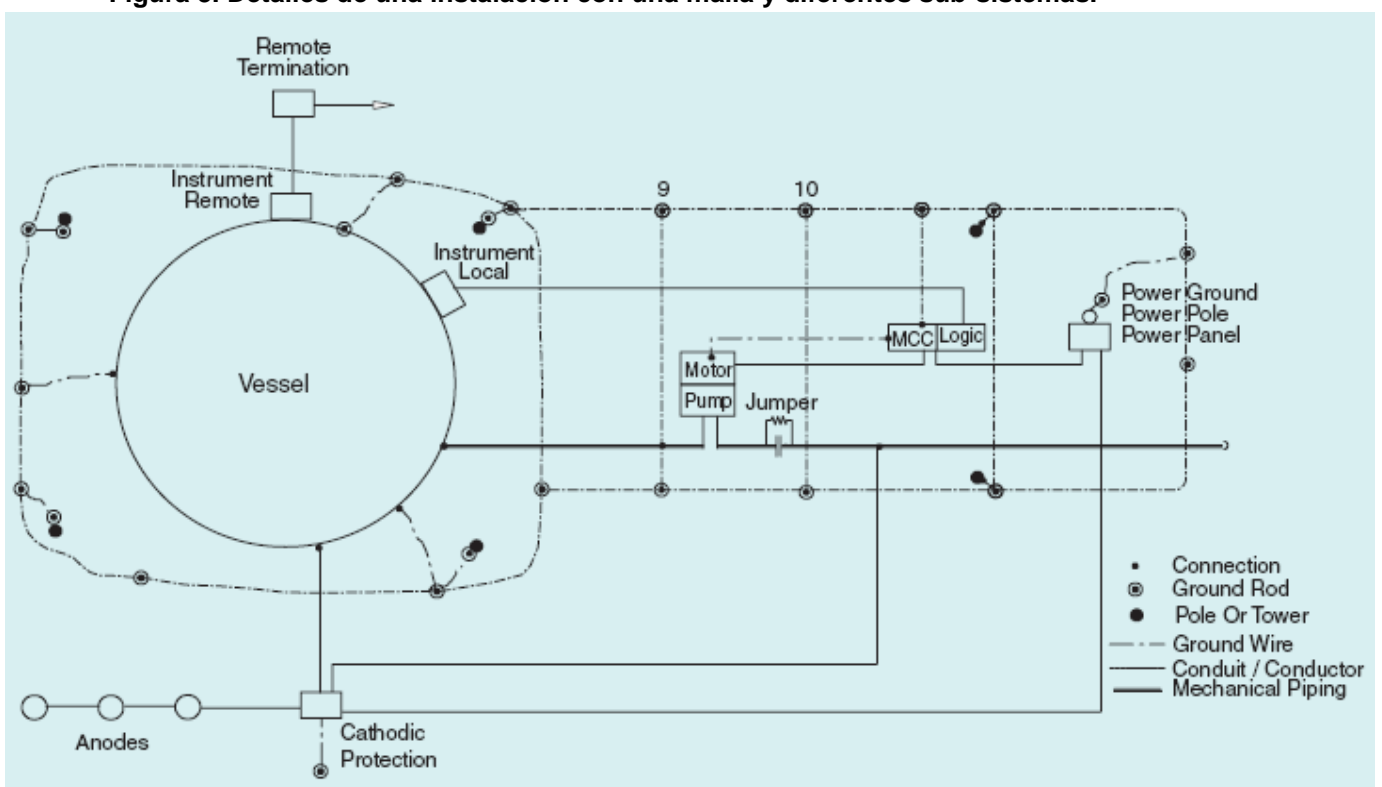 Remote
Termination
Instrument
Remote
9
10
Instrument
Local
Power Ground
Power Pole
Power Panel
MCC
Logic
Motor
Pump
Jumper
Vessel
Connection
Ground Rod
Pole Or Tower
Ground Wire
Conduit / Conductor
Mechanical Piping
Anodes
Cathodic
Protection